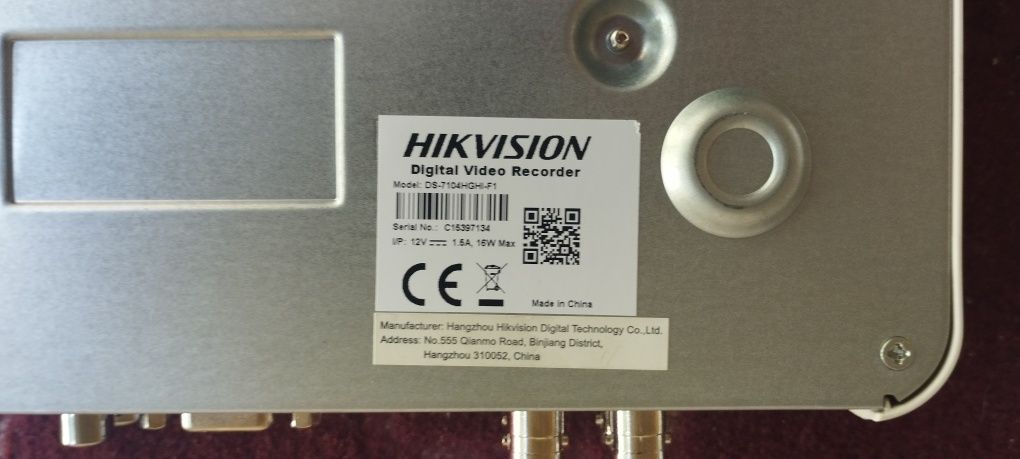 HIKVISION
Digital Video Recorder
Model: DS-7104HGHI-F1
Serial No.: C15397134
I/P: 12V⎓ 1.5A, 16W Max
CE
Made in China
Manufacturer: Hangzhou Hikvision Digital Technology Co.,Ltd.
Address: No.555 Qianmo Road, Binjiang District,
Hangzhou 310052, China